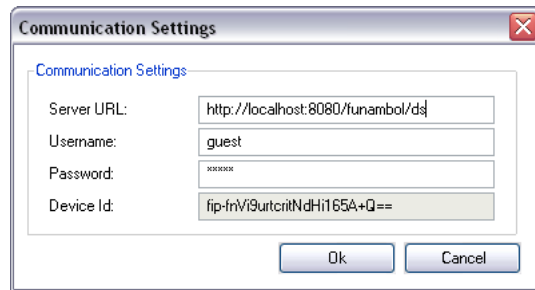 Communication Settings
Communication Settings
Server URL: http://localhost:8080/funambol/ds
Username: guest
Password: *****
Device Id: fip-fnVi9urtcritNdHi165A+Q==
Ok Cancel